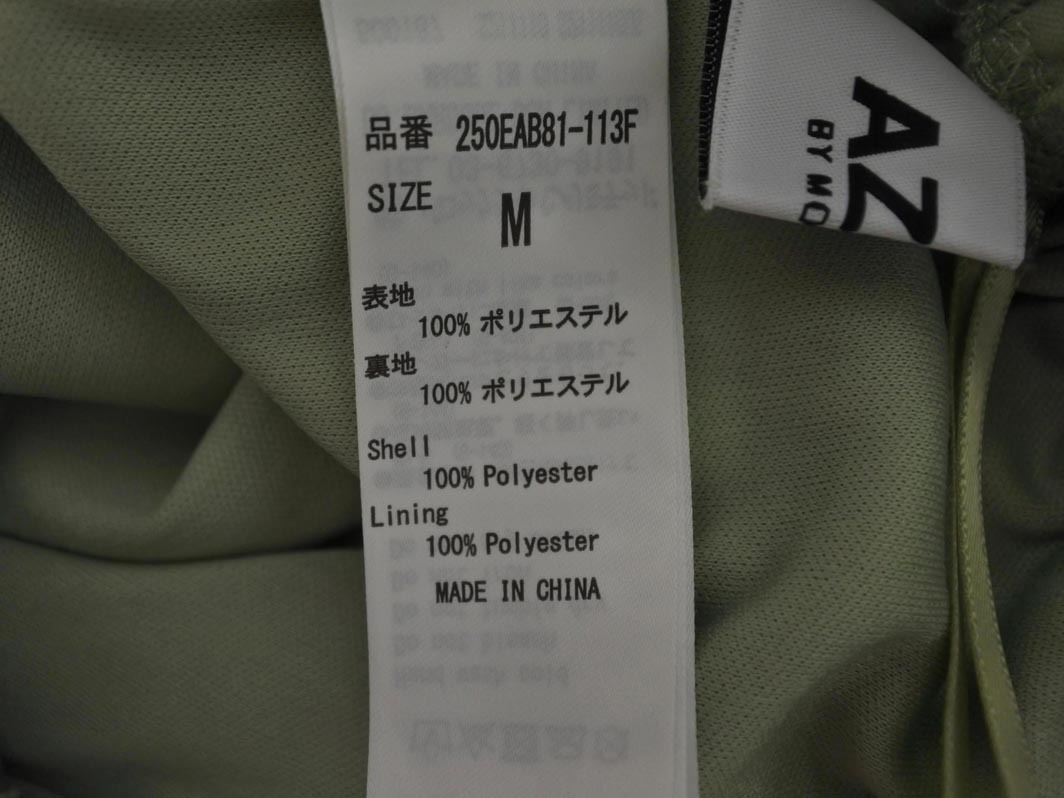 品番 250EAB81-113F
SIZE M
表地
100% ポリエステル
裏地
100% ポリエステル
Shell
100% Polyester
Lining
100% Polyester
MADE IN CHINA
AZ
BY MO